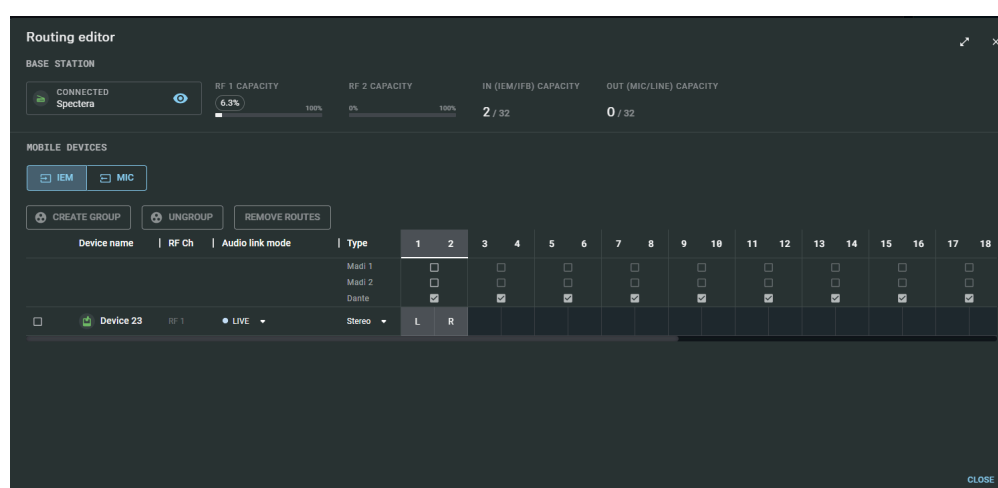 Routing editor
BASE STATION
CONNECTED
Spectera
RF 1 CAPACITY
6.3%
100%
RF 2 CAPACITY
0%
100%
IN (IEM/IFB) CAPACITY
2 / 32
OUT (MIC/LINE) CAPACITY
0 / 32
MOBILE DEVICES
IEM MIC
CREATE GROUP UNGROUP REMOVE ROUTES
Device name RF Ch Audio link mode Type 1 2 3 4 5 6 7 8 9 10 11 12 13 14 15 16 17 18
Madi 1
Madi 2
Dante
Device 23 RF 1 LIVE Stereo L R
CLOSE